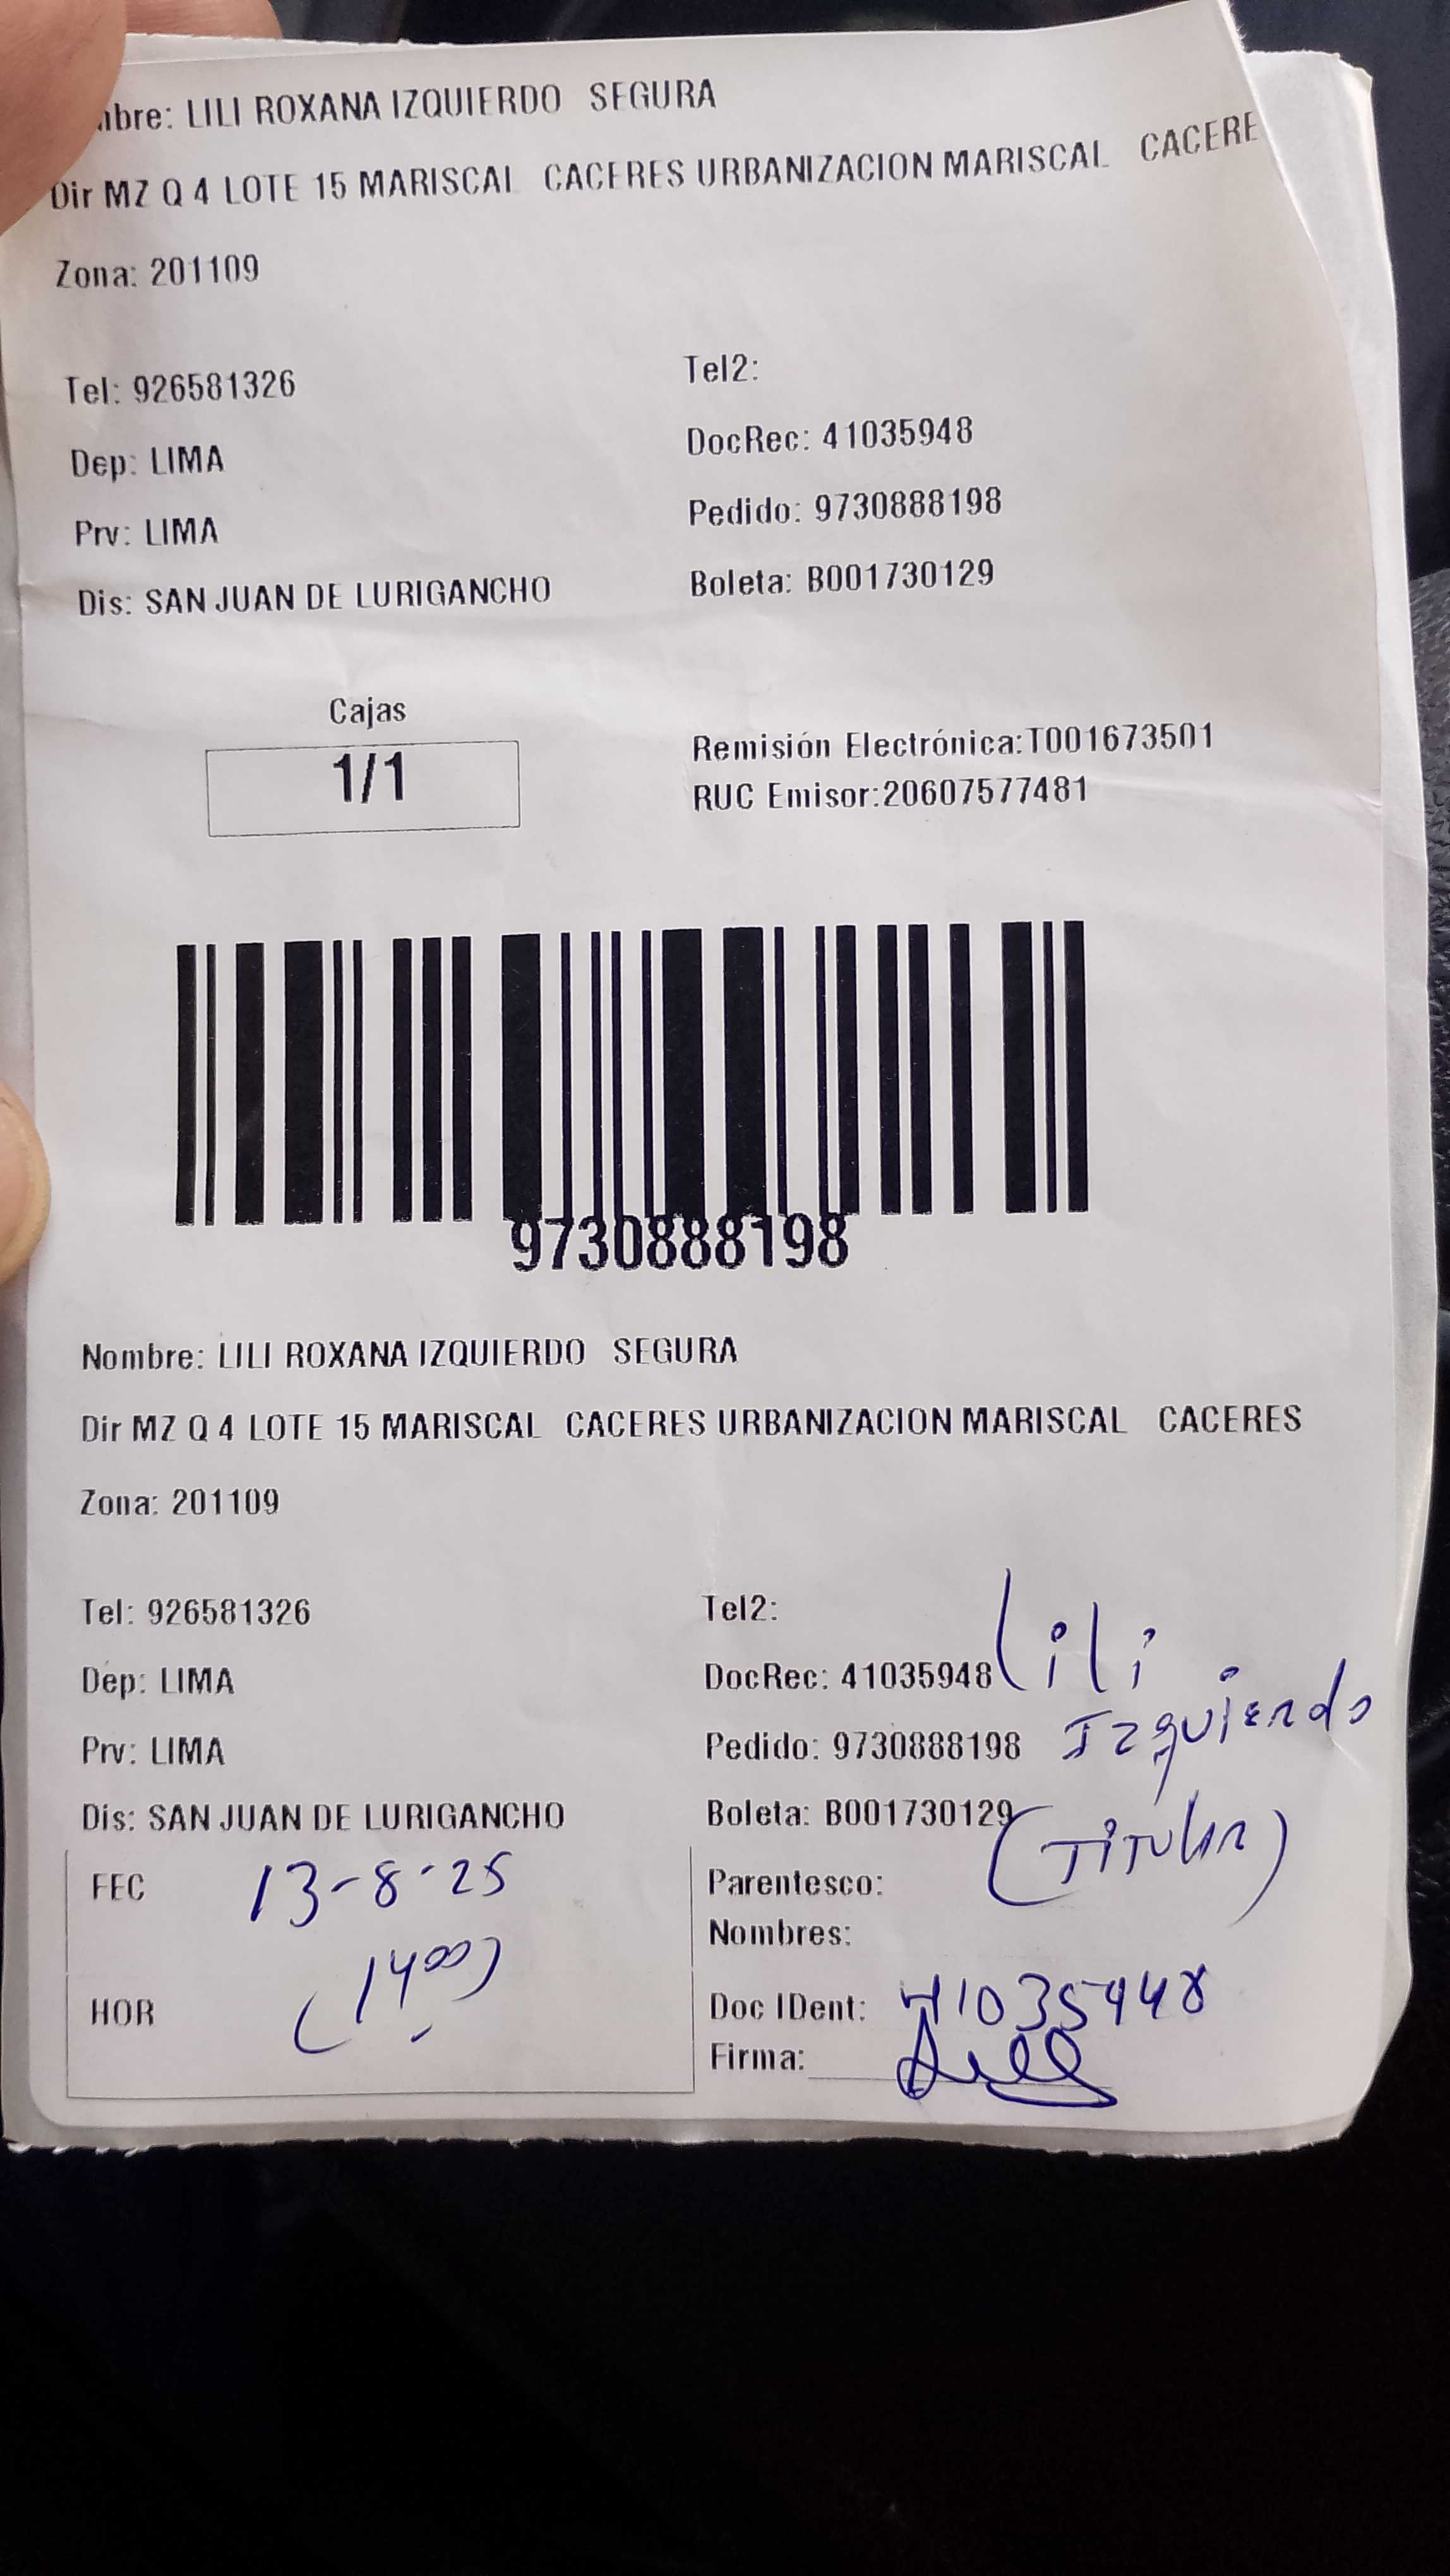 mbre: LILI ROXANA IZQUIERDO SEGURA
Dir MZ Q 4 LOTE 15 MARISCAL CACERES URBANIZACION MARISCAL CACERE
Zona: 201109
Tel: 926581326
Tel2:
Dep: LIMA
DocRec: 41035948
Prv: LIMA
Pedido: 9730888198
Dis: SAN JUAN DE LURIGANCHO
Boleta: B001730129
Cajas
1/1
Remisión Electrónica:T001673501
RUC Emisor:20607577481
9730888198
Nombre: LILI ROXANA IZQUIERDO SEGURA
Dir MZ Q 4 LOTE 15 MARISCAL CACERES URBANIZACION MARISCAL CACERES
Zona: 201109
Tel: 926581326
Tel2:
Dep: LIMA
DocRec: 41035948
Lili
Prv: LIMA
Pedido: 9730888198
Izquierdo
Dis: SAN JUAN DE LURIGANCHO
Boleta: B001730129
(Titular)
FEC 13-8-25
Parentesco:
Nombres:
HOR (1400)
Doc IDent: 41035948
Firma: